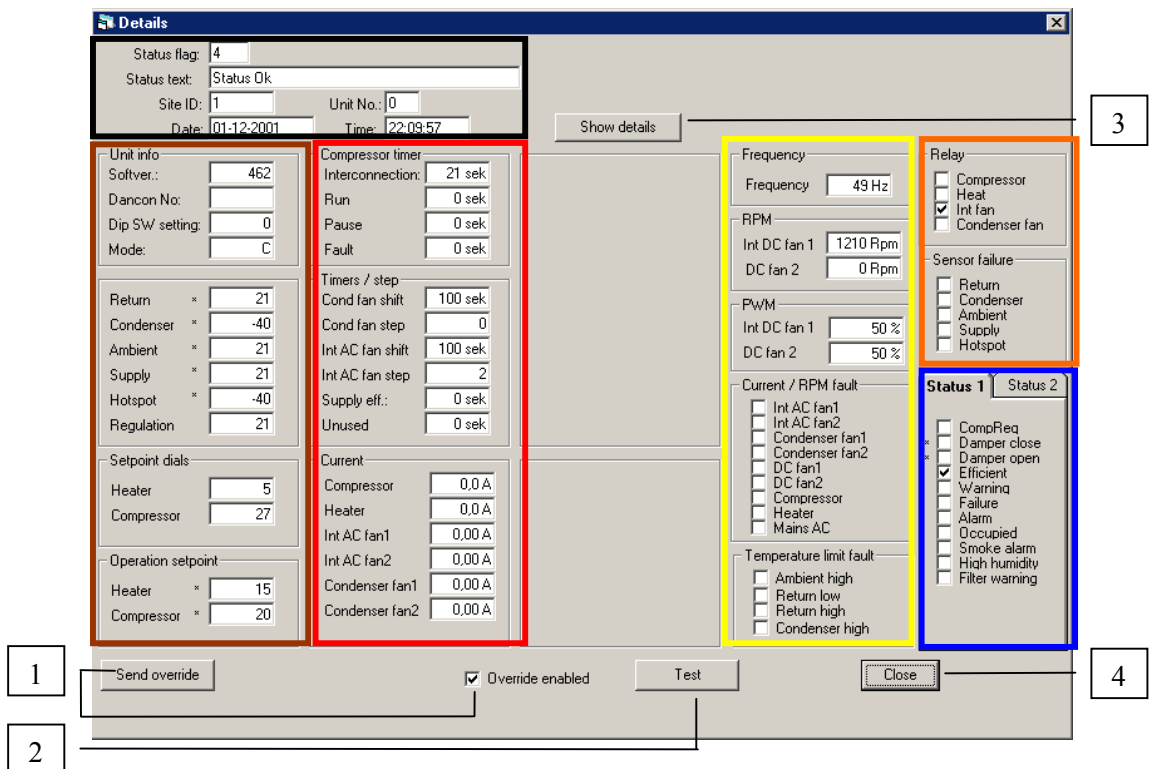 Details
Status flag: 4
Status text: Status Ok
Site ID: 1 Unit No.: 0
Date: 01-12-2001 Time: 22:09:57
Show details
3
Unit info
Softver.: 462
Dancon No:
Dip SW setting: 0
Mode: C
Return * 21
Condenser * -40
Ambient * 21
Supply * 21
Hotspot * -40
Regulation 21
Setpoint dials
Heater 5
Compressor 27
Operation setpoint
Heater * 15
Compressor * 20
Compressor timer
Interconnection: 21 sek
Run 0 sek
Pause 0 sek
Fault 0 sek
Timers / step
Cond fan shift 100 sek
Cond fan step 0
Int AC fan shift 100 sek
Int AC fan step 2
Supply eff.: 0 sek
Unused 0 sek
Current
Compressor 0,0 A
Heater 0,0 A
Int AC fan1 0,00 A
Int AC fan2 0,00 A
Condenser fan1 0,00 A
Condenser fan2 0,00 A
Frequency
Frequency 49 Hz
RPM
Int DC fan 1 1210 Rpm
DC fan 2 0 Rpm
PWM
Int DC fan 1 50 %
DC fan 2 50 %
Current / RPM fault
Int AC fan1
Int AC fan2
Condenser fan1
Condenser fan2
DC fan1
DC fan2
Compressor
Heater
Mains AC
Temperature limit fault
Ambient high
Return low
Return high
Condenser high
Relay
Compressor
Heat
Int fan
Condenser fan
Sensor failure
Return
Condenser
Ambient
Supply
Hotspot
Status 1 Status 2
CompReq
* Damper close
* Damper open
Efficient
Warning
Failure
Alarm
Occupied
Smoke alarm
High humidity
Filter warning
1
Send override
Override enabled
Test
Close
4
2